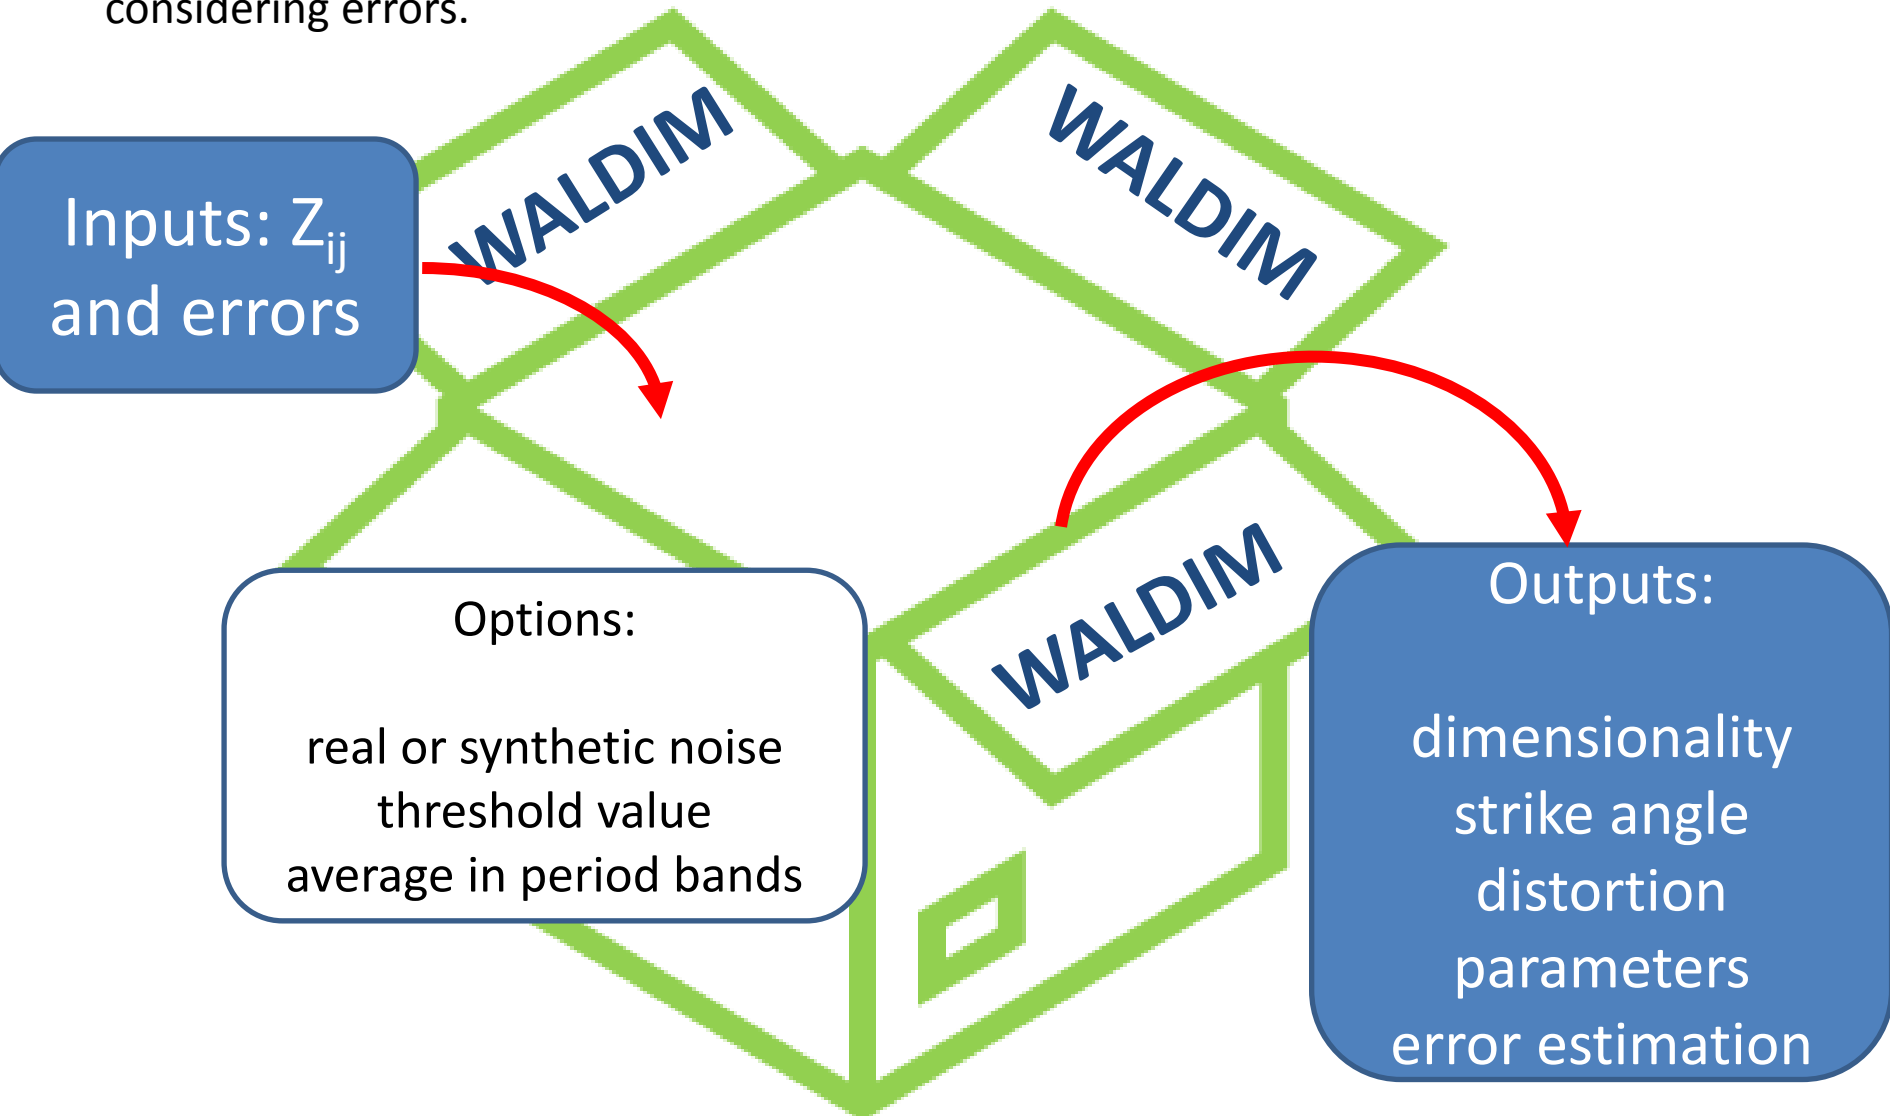 considering errors.
WALDIM
WALDIM
Inputs: Zij
and errors
WALDIM
Options:
real or synthetic noise
threshold value
average in period bands
Outputs:
dimensionality
strike angle
distortion
parameters
error estimation